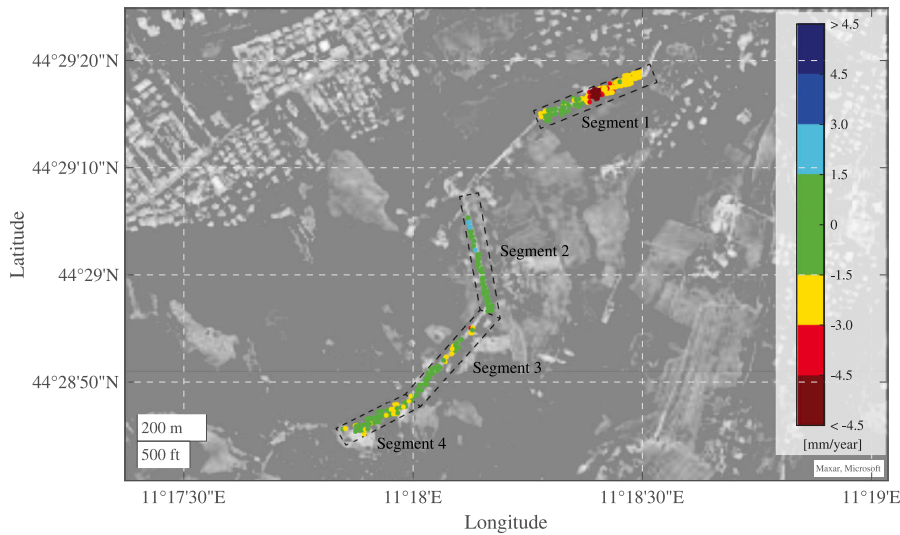 44°29'20"N
44°29'10"N
44°29'N
44°28'50"N
Latitude
Segment 1
Segment 2
Segment 3
Segment 4
200 m
500 ft
11°17'30"E
11°18'E
11°18'30"E
11°19'E
Longitude
> 4.5
4.5
3.0
1.5
0
-1.5
-3.0
-4.5
< -4.5
[mm/year]
Maxar, Microsoft